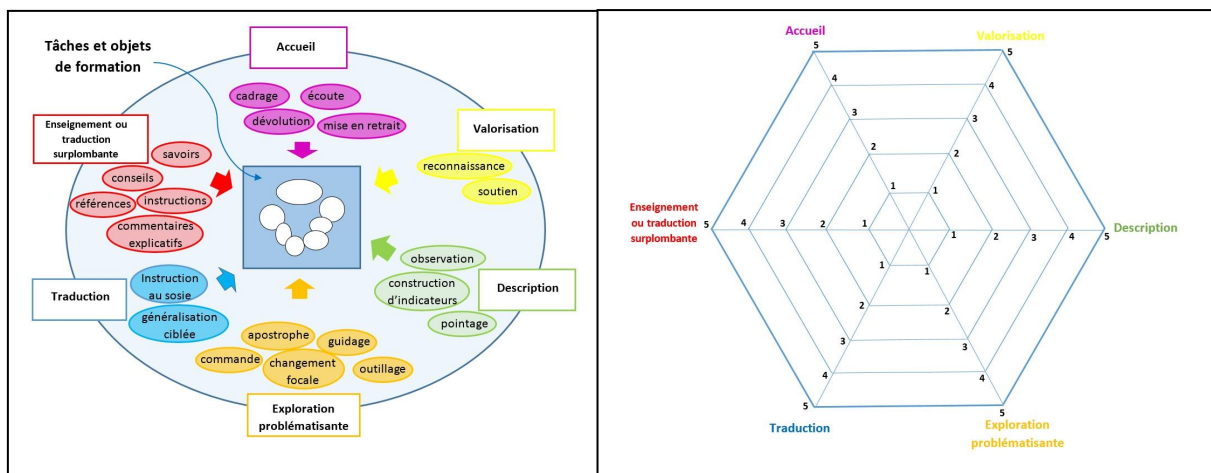 Tâches et objets
de formation
Accueil
cadrage
écoute
dévolution
mise en retrait
Enseignement ou
traduction
surplombante
savoirs
conseils
références
instructions
commentaires
explicatifs
Valorisation
reconnaissance
soutien
Traduction
Instruction
au sosie
généralisation
ciblée
observation
construction
d'indicateurs
pointage
Description
apostrophe
guidage
commande
changement
focale
outillage
Exploration
problématisante
Accueil
Valorisation
5
5
4
4
3
3
2
2
1
1
Enseignement
ou traduction
surplombante
5
4
3
2
1
1
2
3
4
5
Description
1
1
2
2
3
3
4
4
5
5
Traduction
Exploration
problématisante